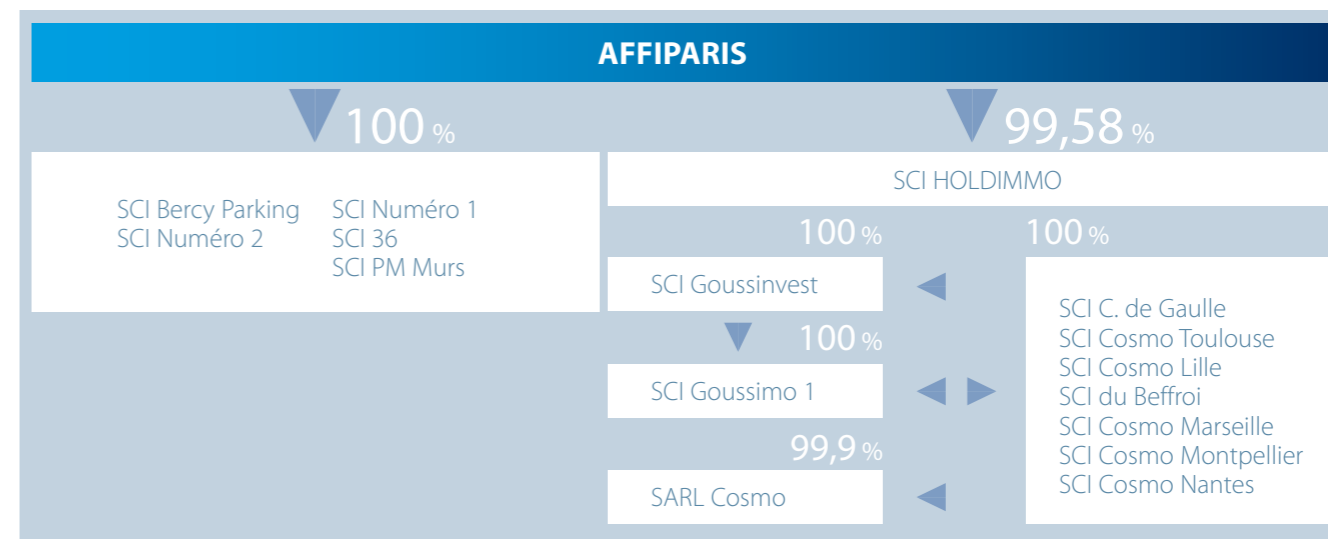 AFFIPARIS
100 %
99,58 %
SCI Bercy Parking
SCI Numéro 2
SCI Numéro 1
SCI 36
SCI PM Murs
SCI HOLDIMMO
100 %
100 %
SCI Goussinvest
100 %
SCI Goussimo 1
99,9 %
SARL Cosmo
SCI C. de Gaulle
SCI Cosmo Toulouse
SCI Cosmo Lille
SCI du Beffroi
SCI Cosmo Marseille
SCI Cosmo Montpellier
SCI Cosmo Nantes